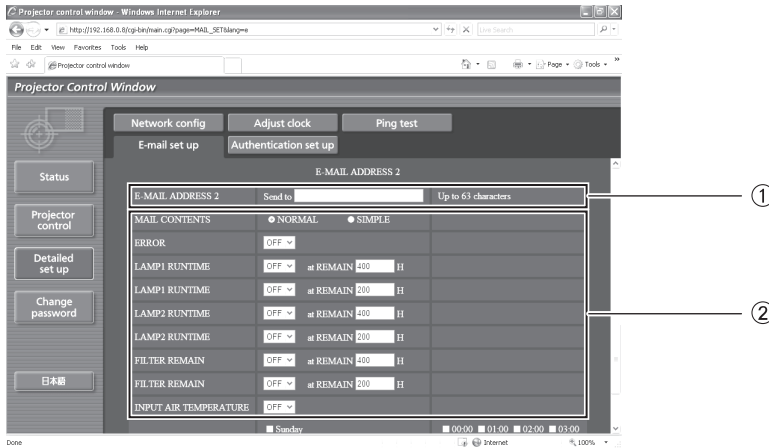 Projector control window - Windows Internet Explorer
http://192.168.0.8/cgi-bin/main.cgi?page=MAIL_SET&lang=e
Live Search
File Edit View Favorites Tools Help
Projector control window
Page Tools
Projector Control Window
Network config Adjust clock Ping test
E-mail set up Authentication set up
Status
Projector control
Detailed set up
Change password
日本語
E-MAIL ADDRESS 2
E-MAIL ADDRESS 2 Send to Up to 63 characters
MAIL CONTENTS NORMAL SIMPLE
ERROR OFF
LAMP1 RUNTIME OFF at REMAIN 400 H
LAMP1 RUNTIME OFF at REMAIN 200 H
LAMP2 RUNTIME OFF at REMAIN 400 H
LAMP2 RUNTIME OFF at REMAIN 200 H
FILTER REMAIN OFF at REMAIN 400 H
FILTER REMAIN OFF at REMAIN 200 H
INPUT AIR TEMPERATURE OFF
Sunday 00:00 01:00 02:00 03:00
Done Internet 100%
1
2